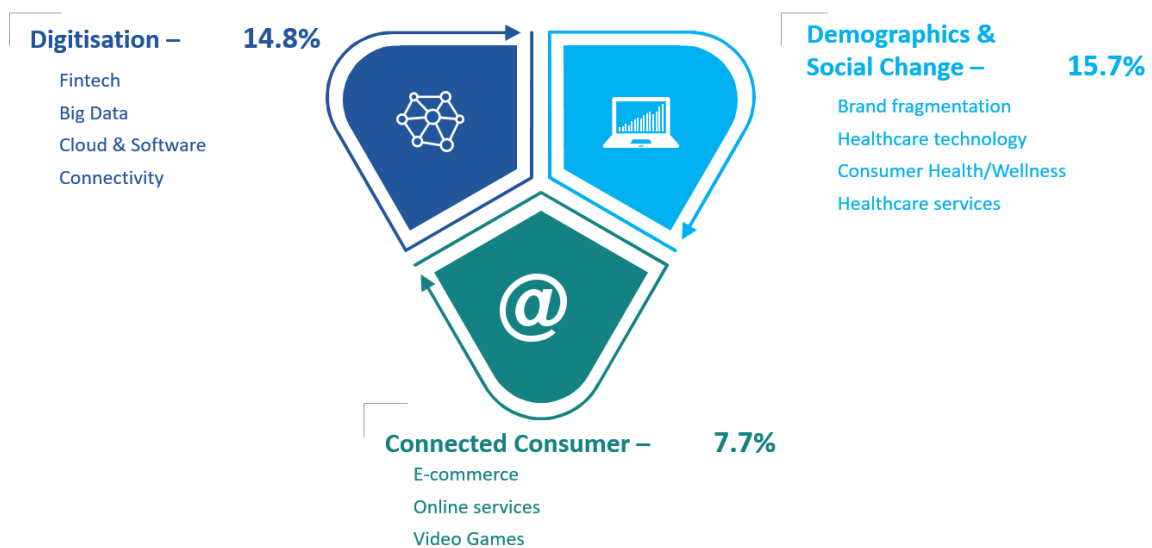 Digitisation – 14.8%
Fintech
Big Data
Cloud & Software
Connectivity
Demographics &
Social Change – 15.7%
Brand fragmentation
Healthcare technology
Consumer Health/Wellness
Healthcare services
@
Connected Consumer – 7.7%
E-commerce
Online services
Video Games